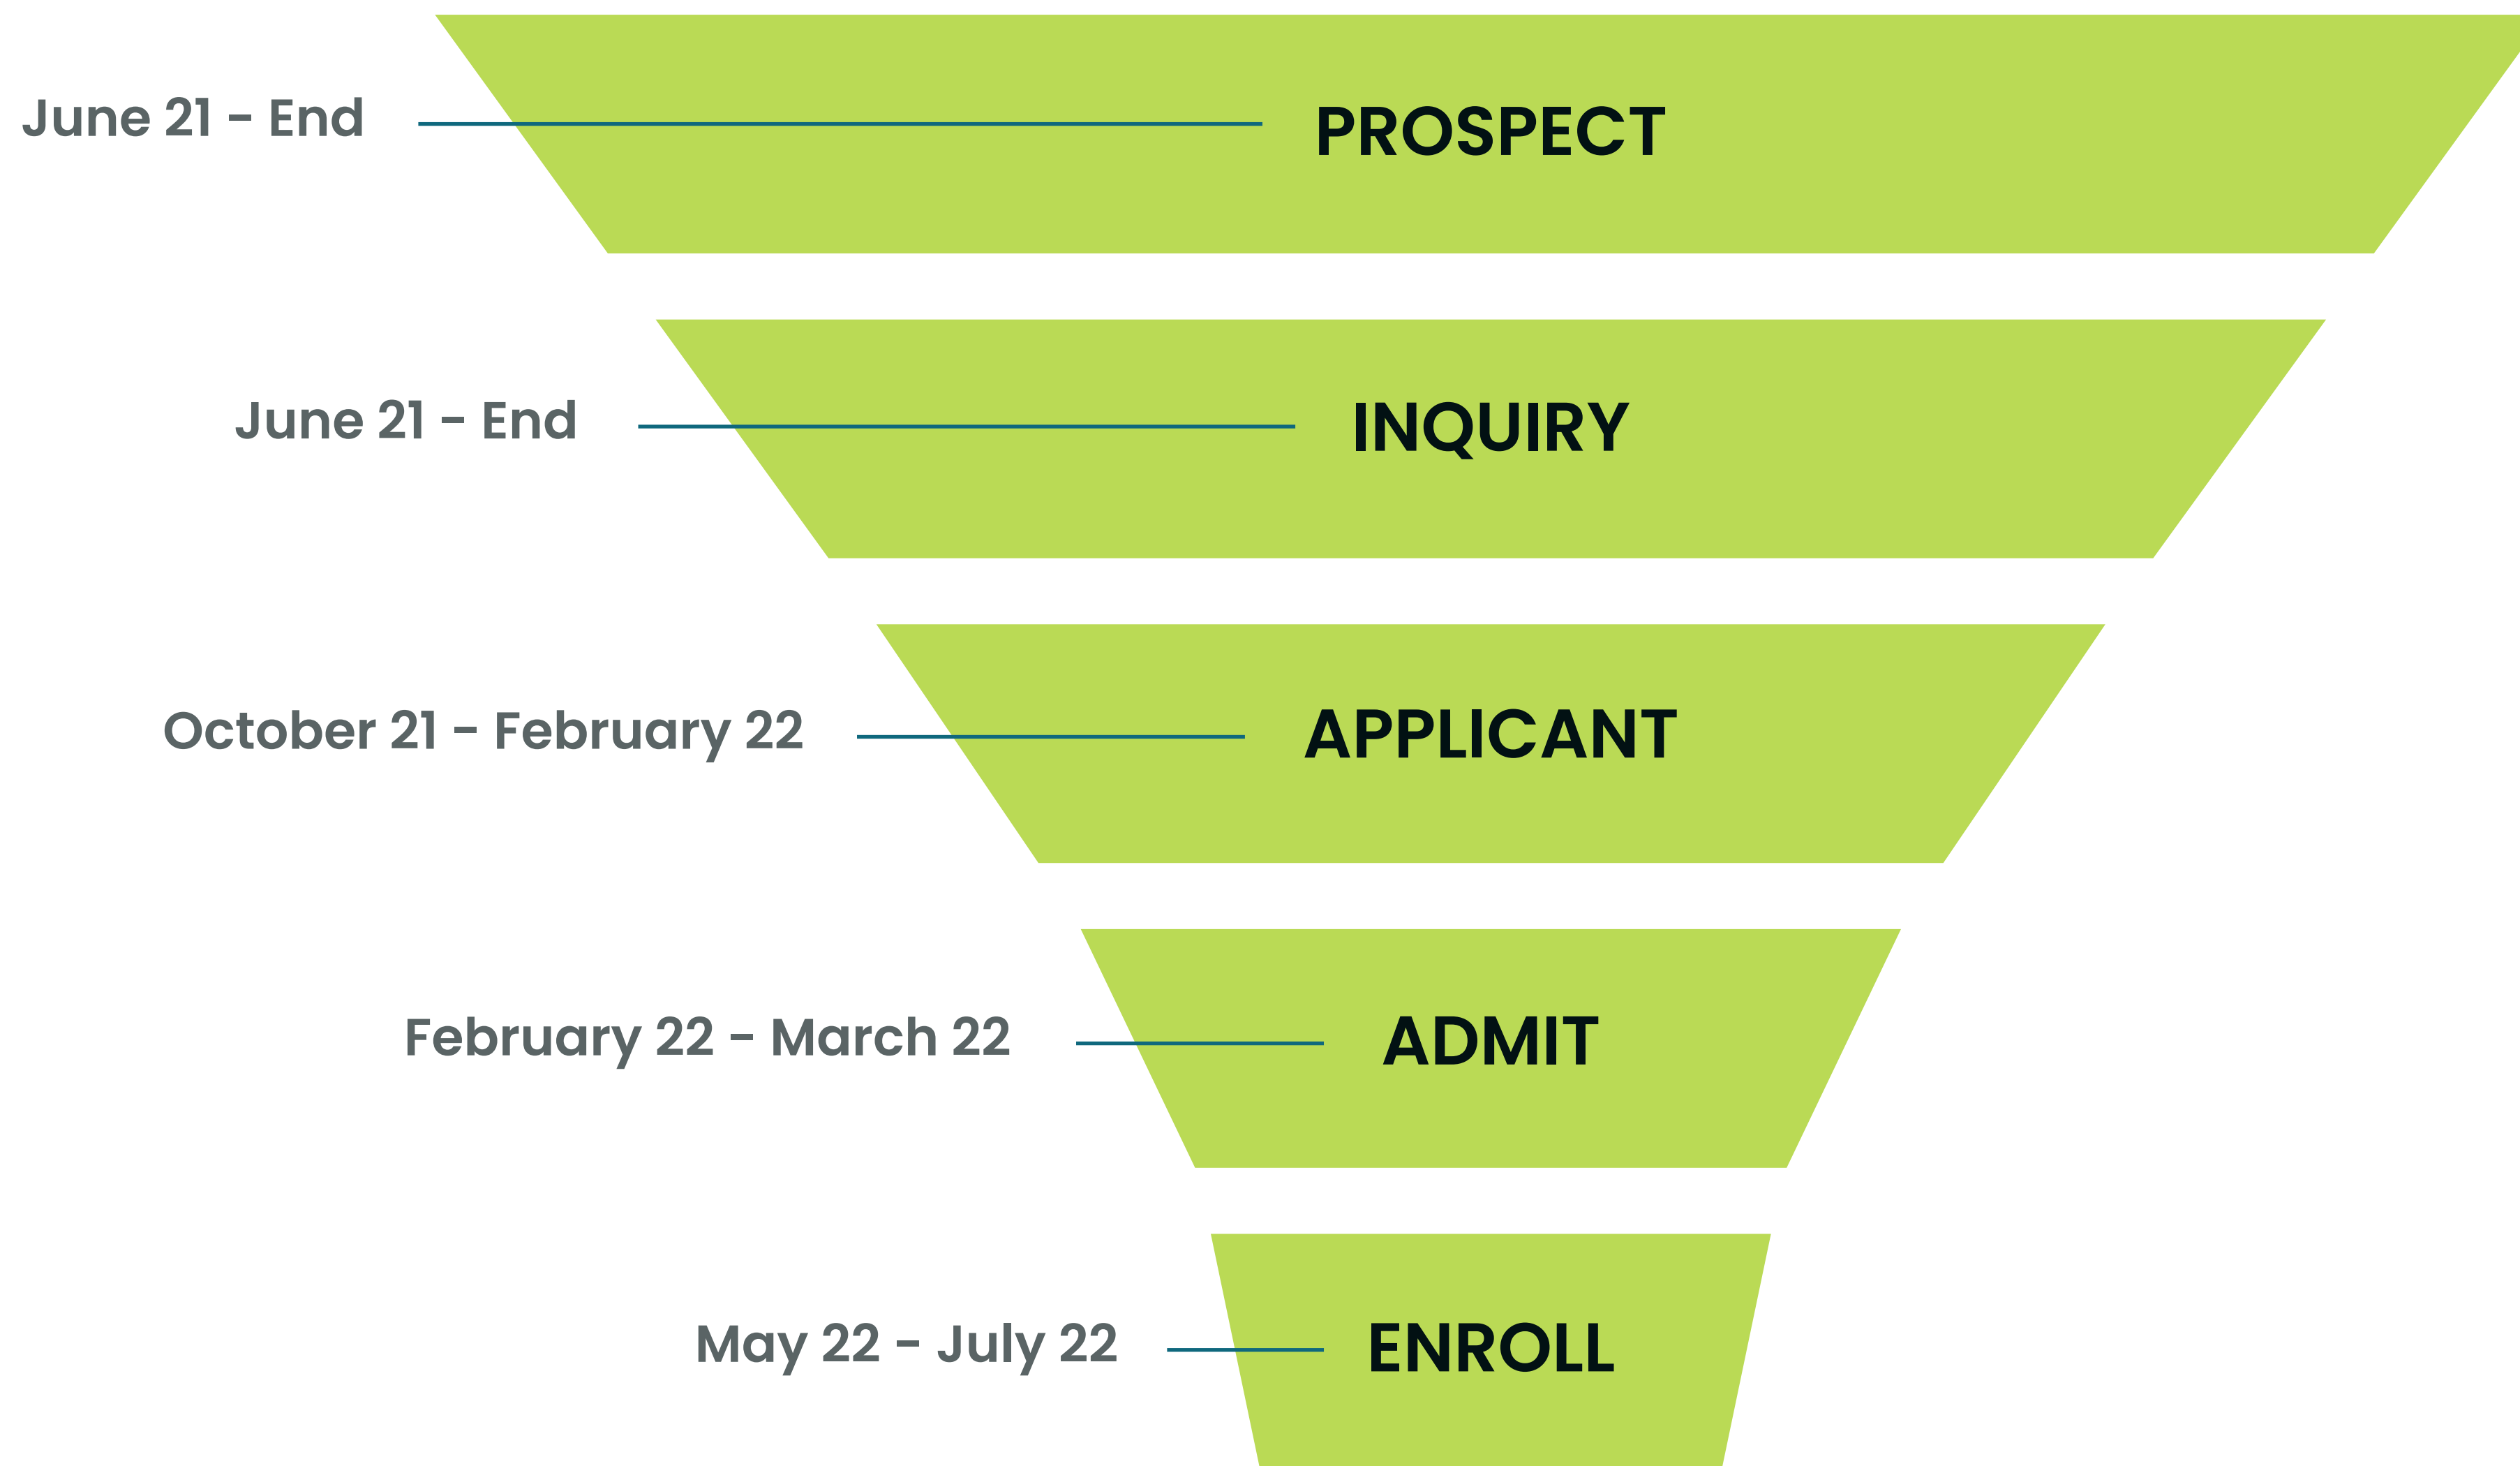 June 21 - End
PROSPECT
June 21 - End
INQUIRY
October 21 - February 22
APPLICANT
February 22 - March 22
ADMIT
May 22 - July 22
ENROLL